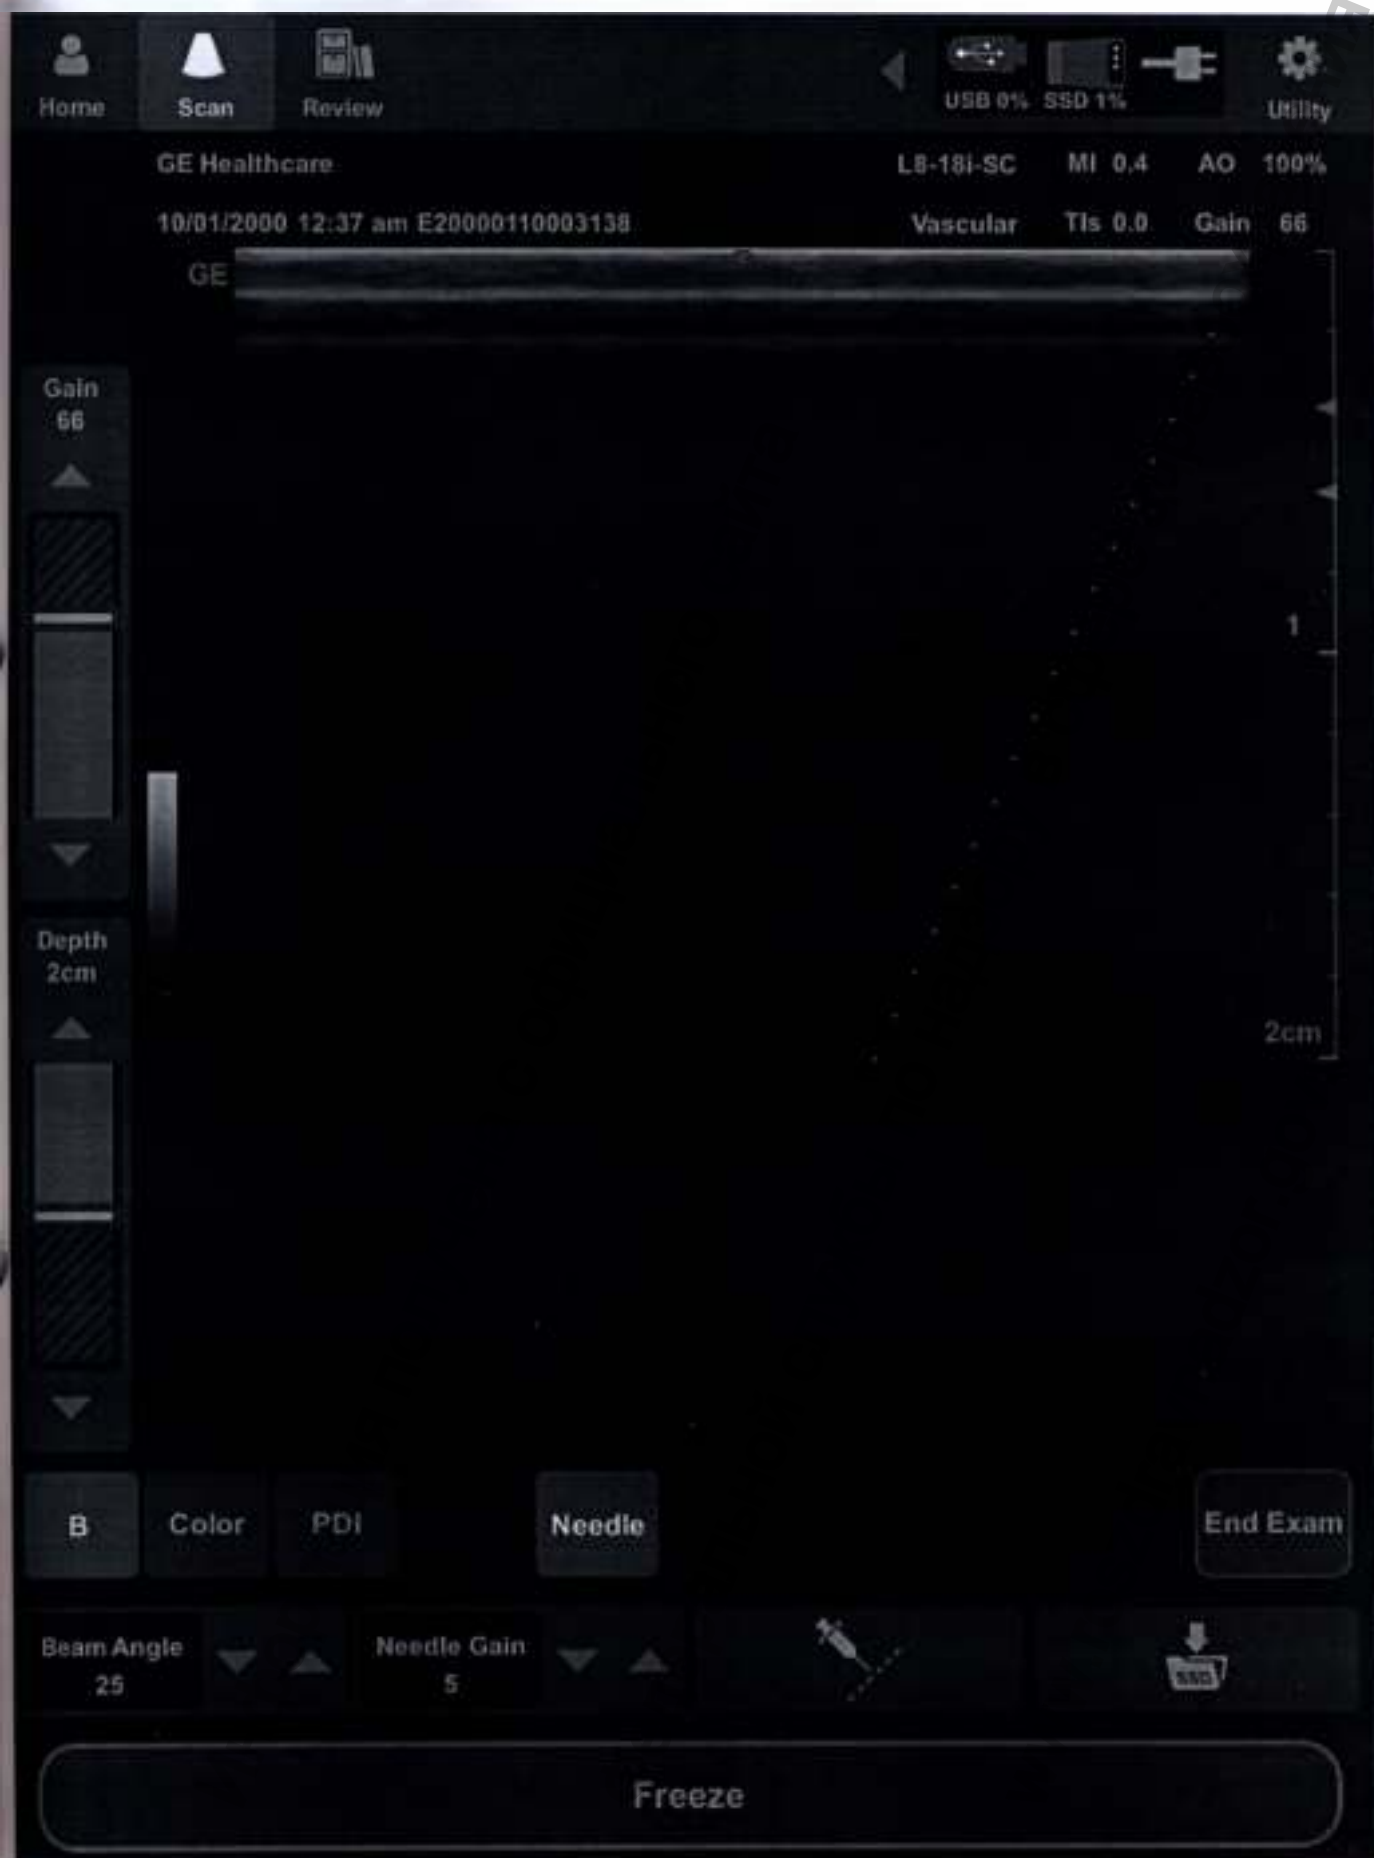 Home
Scan
Review
USB 0%
SSD 1%
Utility
GE Healthcare
L8-18i-SC MI 0.4 AO 100%
10/01/2000 12:37 am E20000110003138
Vascular TIs 0.0 Gain 66
GE
Gain
66
1
Depth
2cm
2cm
B
Color
PDI
Needle
End Exam
Beam Angle
25
Needle Gain
5
SSD
Freeze